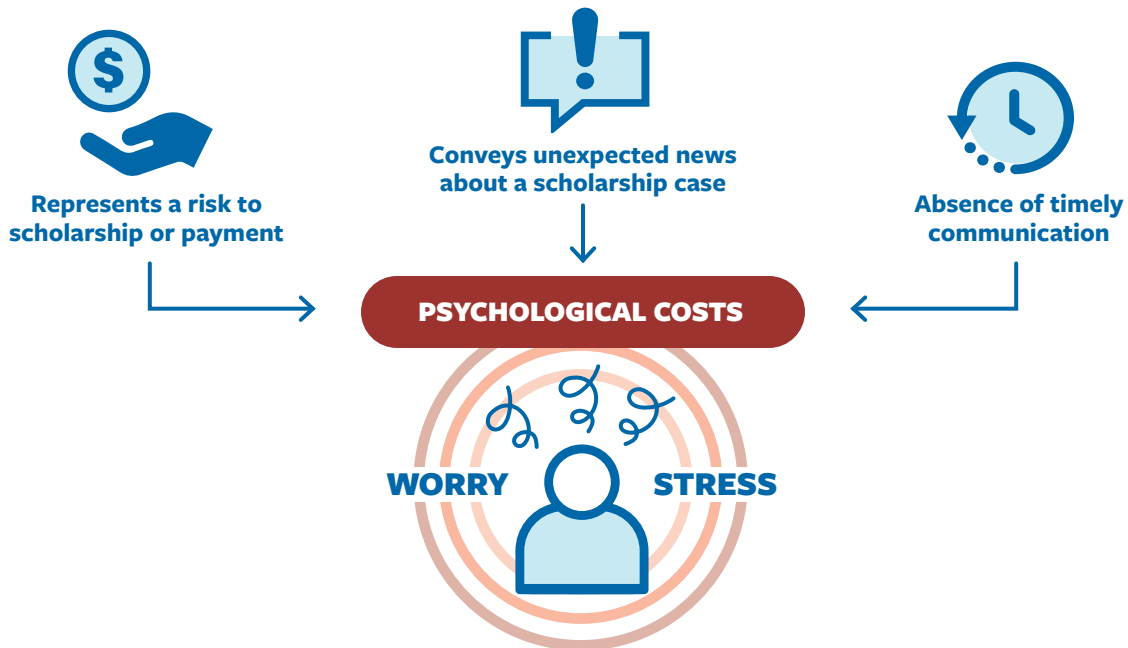 $
Conveys unexpected news
about a scholarship case
Represents a risk to
scholarship or payment
Absence of timely
communication
PSYCHOLOGICAL COSTS
WORRY
STRESS